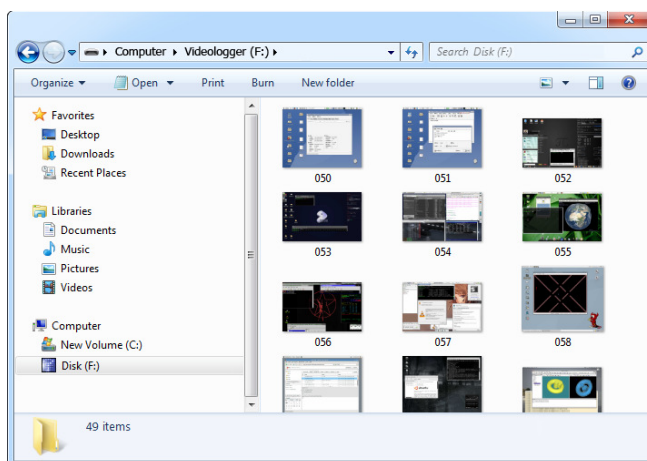 Computer ▸ Videologger (F:) ▸ Search Disk (F:)
Organize Open Print Burn New folder
Favorites
Desktop
Downloads
Recent Places
Libraries
Documents
Music
Pictures
Videos
Computer
New Volume (C:)
Disk (F:)
050 051 052
053 054 055
056 057 058
49 items